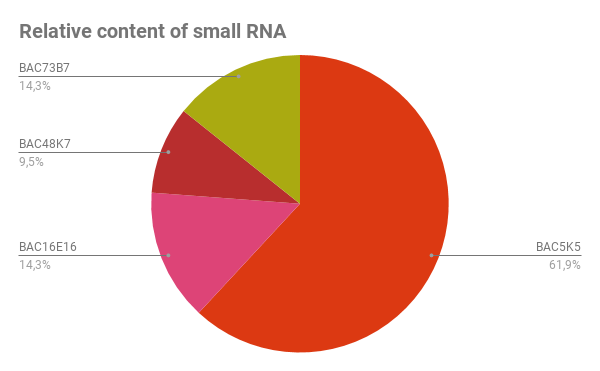 Relative content of small RNA
BAC73B7
14,3%
BAC48K7
9,5%
BAC16E16
14,3%
BAC5K5
61,9%